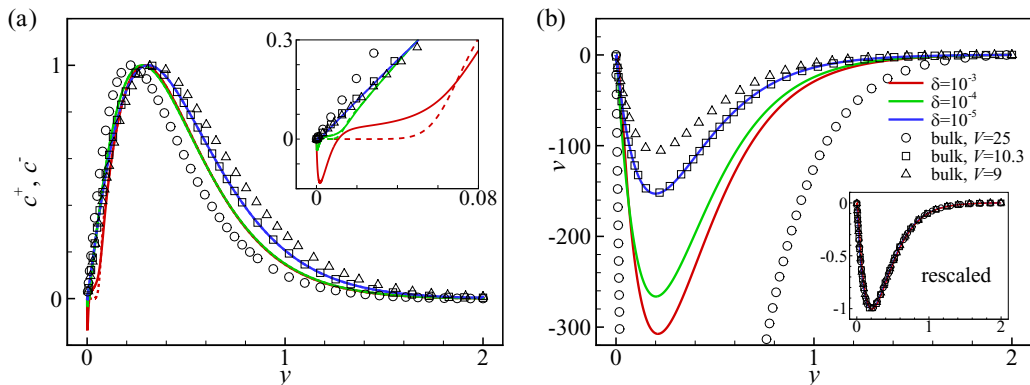 (a)
1
0
c⁺, c⁻
0
1
2
y
0.3
0
0
0.08
(b)
0
-100
-200
-300
v
0
1
2
y
δ=10⁻³
δ=10⁻⁴
δ=10⁻⁵
bulk, V=25
bulk, V=10.3
bulk, V=9
0
-0.5
-1
0
1
2
rescaled